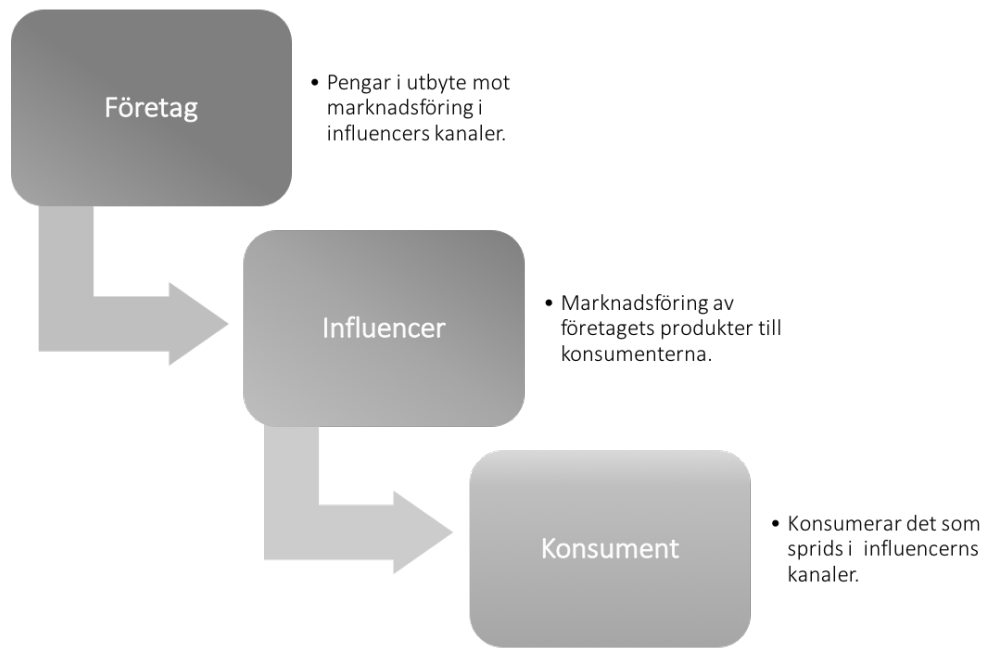 Företag
• Pengar i utbyte mot
marknadsföring i
influencers kanaler.
Influencer
• Marknadsföring av
företagets produkter till
konsumenterna.
Konsument
• Konsumerar det som
sprids i influencerns
kanaler.